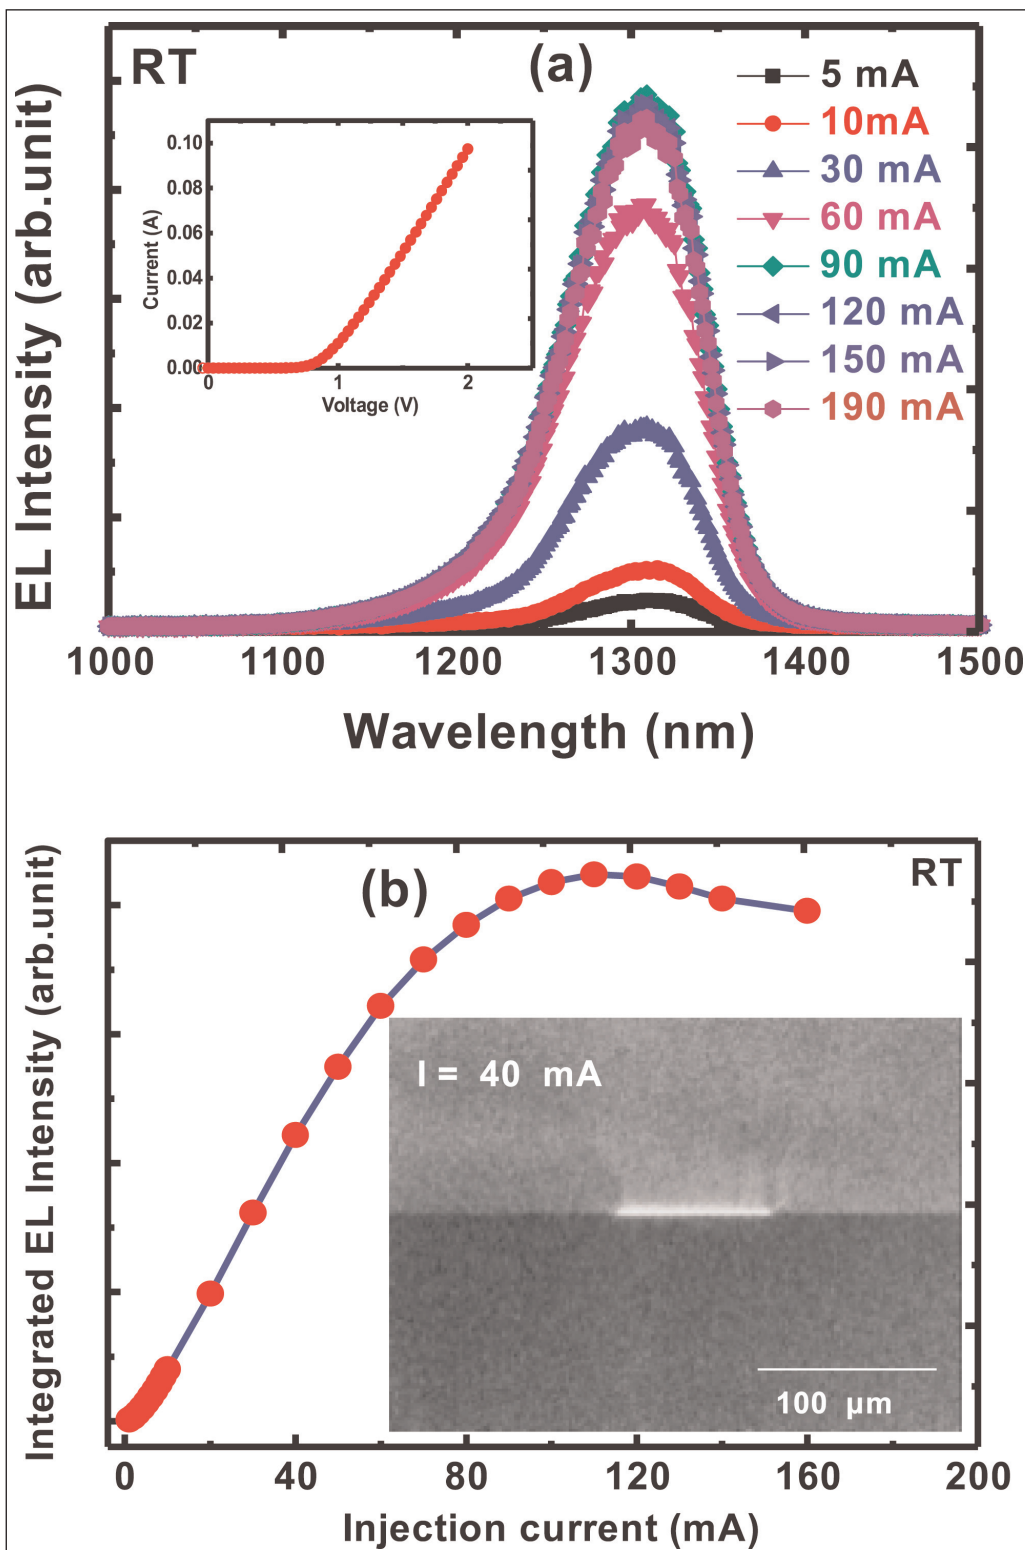 RT
(a)
5 mA
10mA
30 mA
60 mA
90 mA
120 mA
150 mA
190 mA
0.10
0.08
0.06
0.04
0.02
0.00
Current (A)
0 1 2
Voltage (V)
EL Intensity (arb.unit)
1000 1100 1200 1300 1400 1500
Wavelength (nm)
(b)
RT
Integrated EL Intensity (arb.unit)
I = 40 mA
100 µm
0 40 80 120 160 200
Injection current (mA)